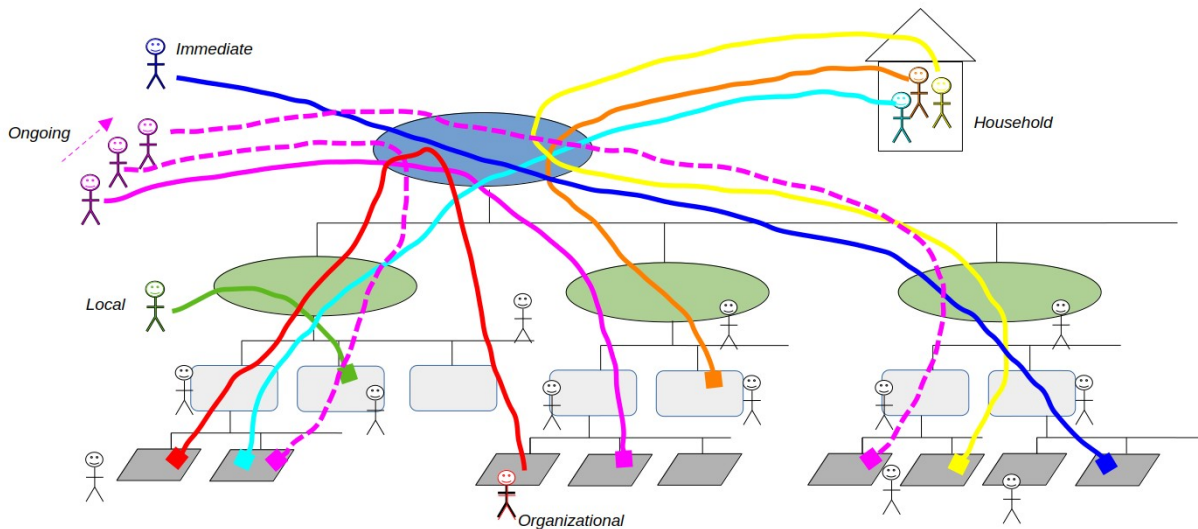 Immediate
Ongoing
Household
Local
Organizational